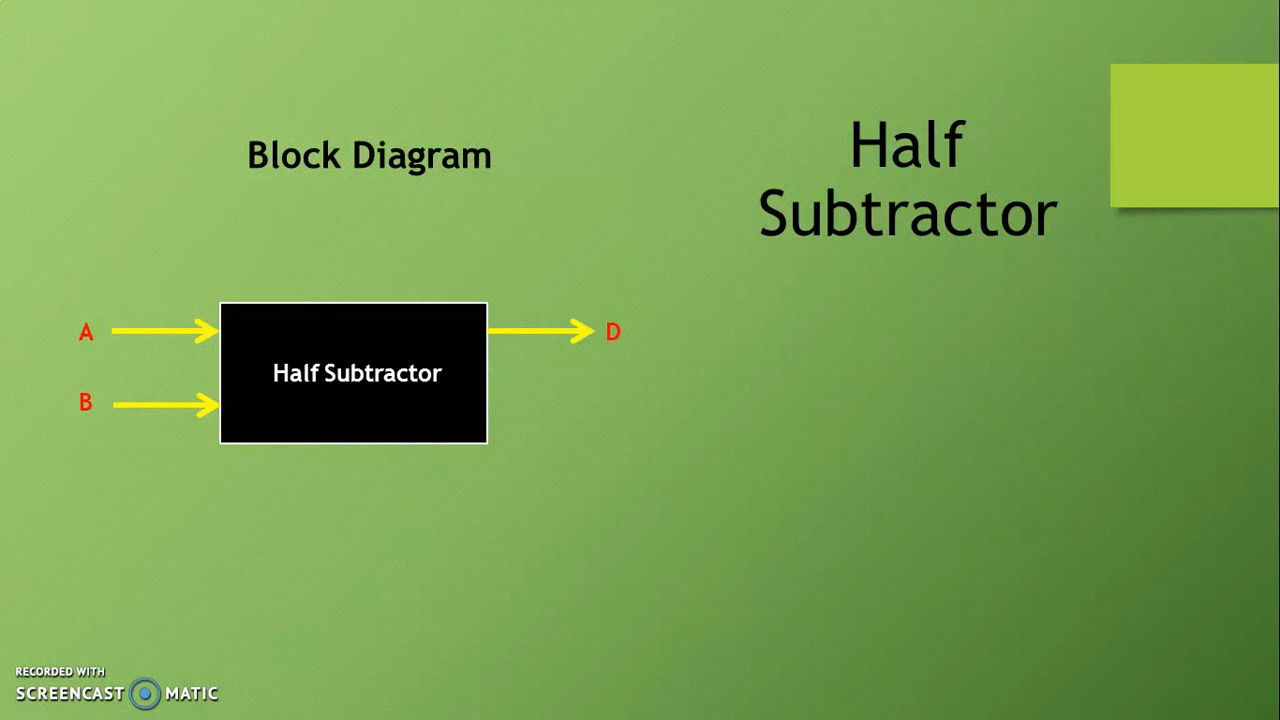 Block Diagram
Half
Subtractor
A
D
Half Subtractor
B
RECORDED WITH
SCREENCAST MATIC